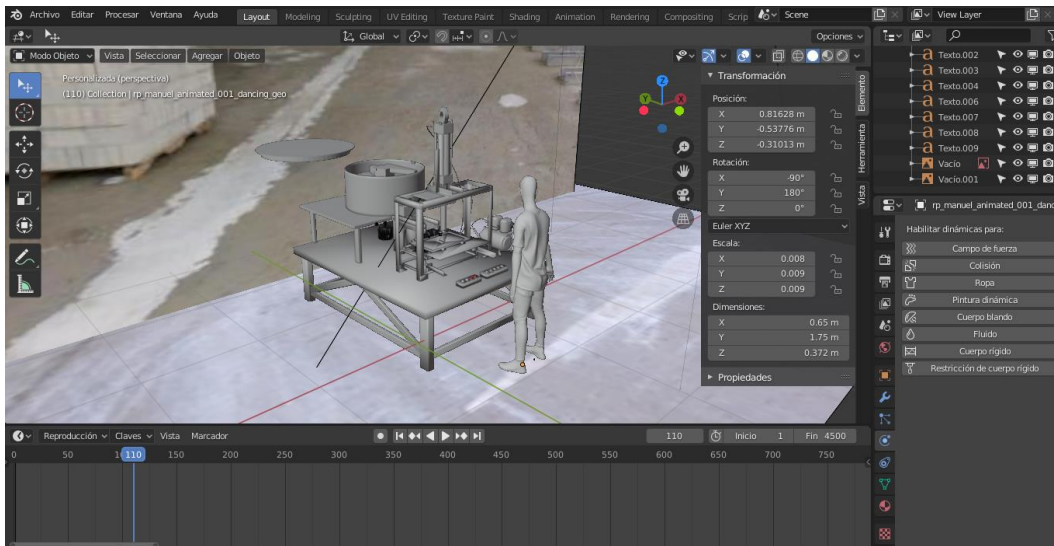 Archivo Editar Procesar Ventana Ayuda Layout Modeling Sculpting UV Editing Texture Paint Shading Animation Rendering Compositing Scrip Scene View Layer
Global Opciones
Modo Objeto Vista Seleccionar Agregar Objeto
Personalizada (perspectiva)
(110) Collection | rp_manuel_animated_001_dancing_geo
Z
Y
X
Transformación
Posición:
X 0.81628 m
Y -0.53776 m
Z -0.31013 m
Rotación:
X -90°
Y 180°
Z 0°
Euler XYZ
Escala:
X 0.008
Y 0.009
Z 0.009
Dimensiones:
X 0.65 m
Y 1.75 m
Z 0.372 m
Propiedades
Elemento
Herramienta
Vista
Texto.002
Texto.003
Texto.004
Texto.006
Texto.007
Texto.008
Texto.009
Vacío
Vacío.001
rp_manuel_animated_001_danc
Habilitar dinámicas para:
Campo de fuerza
Colisión
Ropa
Pintura dinámica
Cuerpo blando
Fluido
Cuerpo rígido
Restricción de cuerpo rígido
Reproducción Claves Vista Marcador 110 Inicio 1 Fin 4500
0 50 110 150 200 250 300 350 400 450 500 550 600 650 700 750